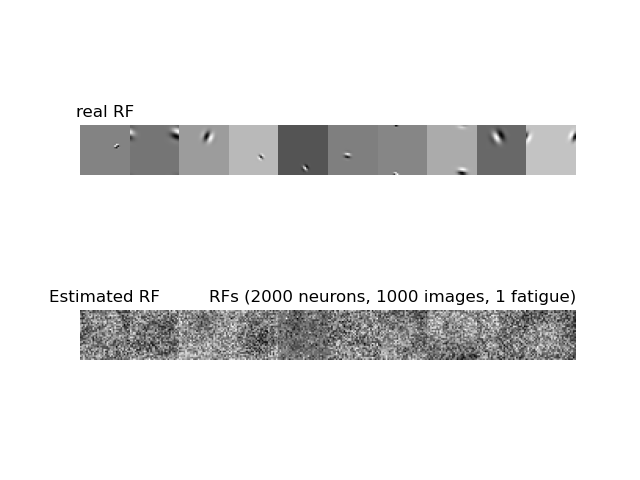 real RF
Estimated RF
RFs (2000 neurons, 1000 images, 1 fatigue)